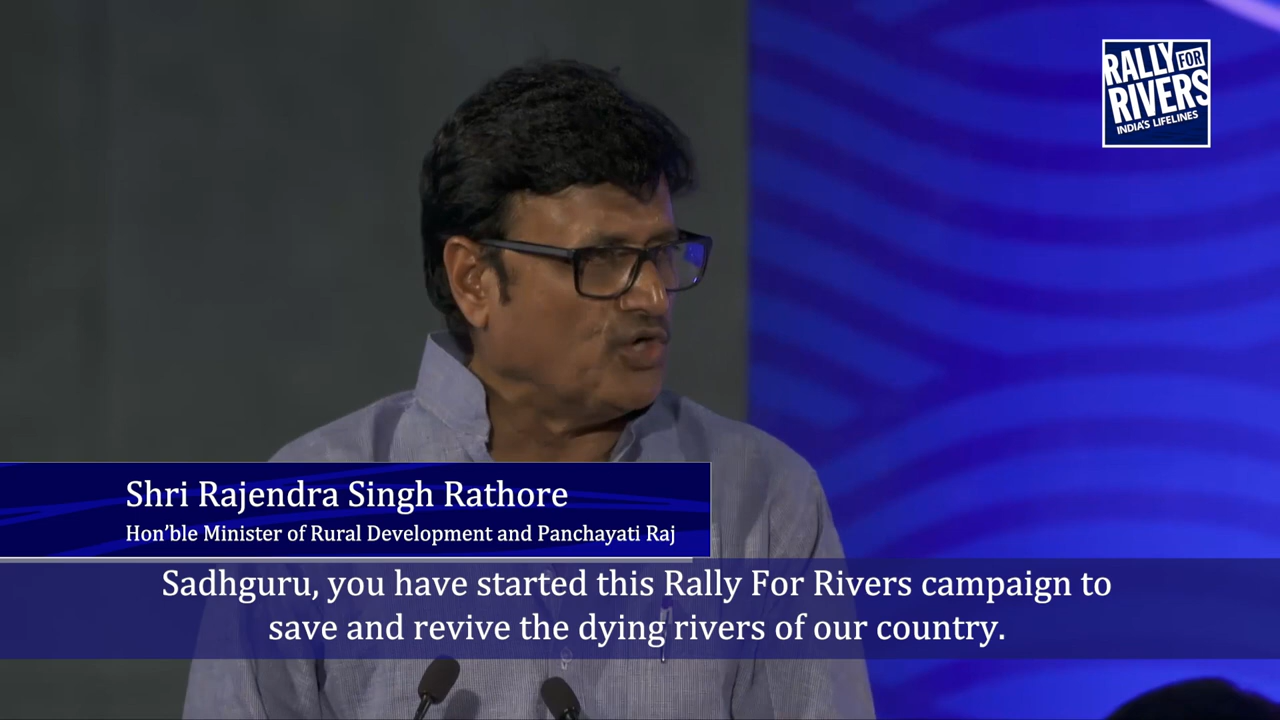 RALLY FOR
RIVERS
INDIA'S LIFELINES
Shri Rajendra Singh Rathore
Hon'ble Minister of Rural Development and Panchayati Raj
Sadhguru, you have started this Rally For Rivers campaign to
save and revive the dying rivers of our country.